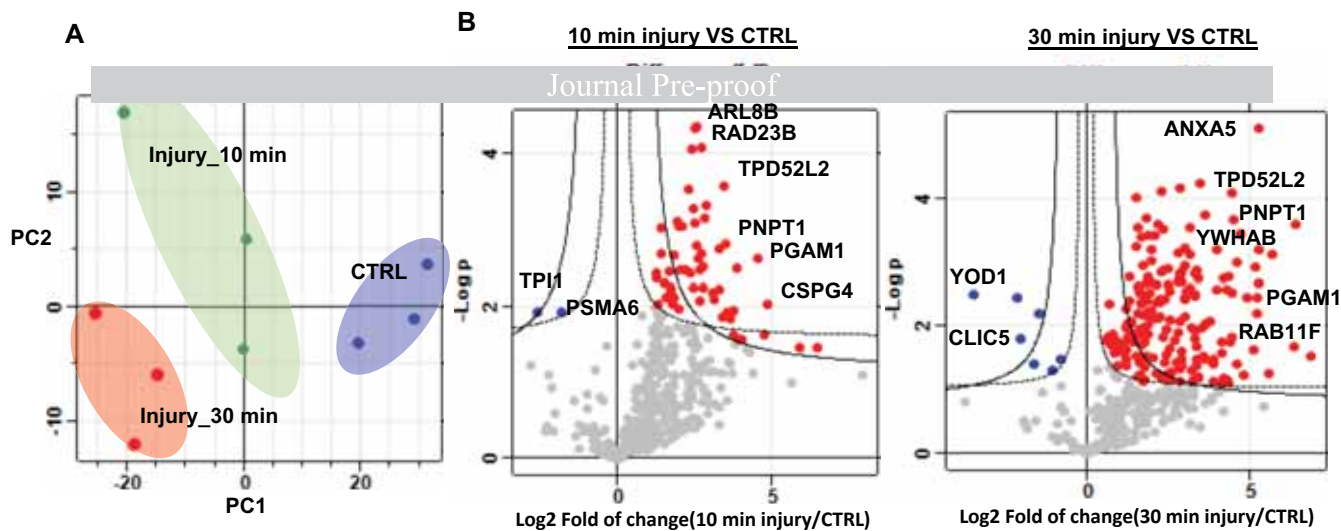 A
B
10 min injury VS CTRL
30 min injury VS CTRL
Journal Pre-proof
Injury_10 min
CTRL
Injury_30 min
PC2
10
0
-10
-20
0
20
PC1
ARL8B
RAD23B
TPD52L2
PNPT1
PGAM1
CSPG4
TPI1
PSMA6
-Log p
4
2
0
0
5
Log2 Fold of change(10 min injury/CTRL)
ANXA5
TPD52L2
PNPT1
YWHAB
YOD1
PGAM1
CLIC5
RAB11F
-Log p
4
2
0
0
5
Log2 Fold of change(30 min injury/CTRL)